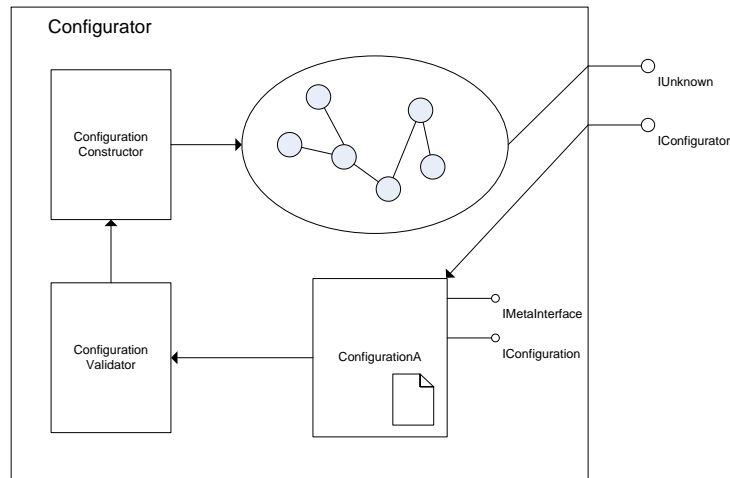 Configurator
IUnknown
Configuration
Constructor
IConfigurator
IMetaInterface
Configuration
Validator
ConfigurationA
IConfiguration